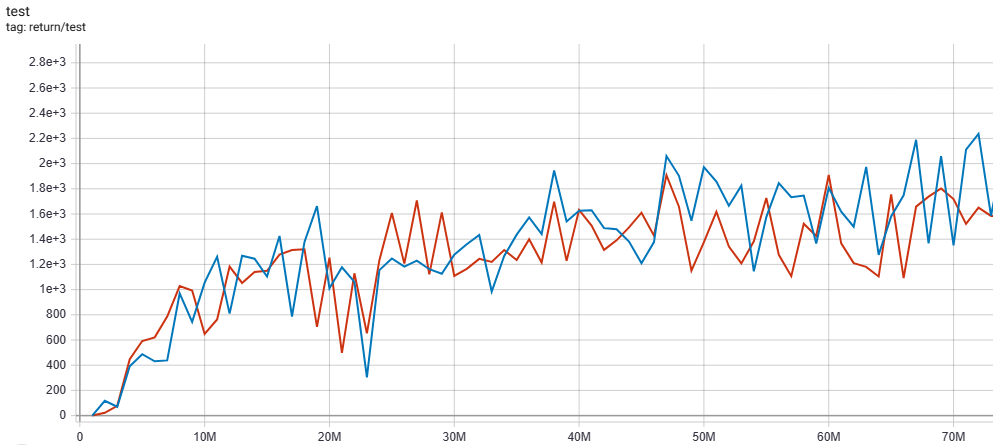 test
tag: return/test
2.8e+3
2.6e+3
2.4e+3
2.2e+3
2e+3
1.8e+3
1.6e+3
1.4e+3
1.2e+3
1e+3
800
600
400
200
0
0 10M 20M 30M 40M 50M 60M 70M